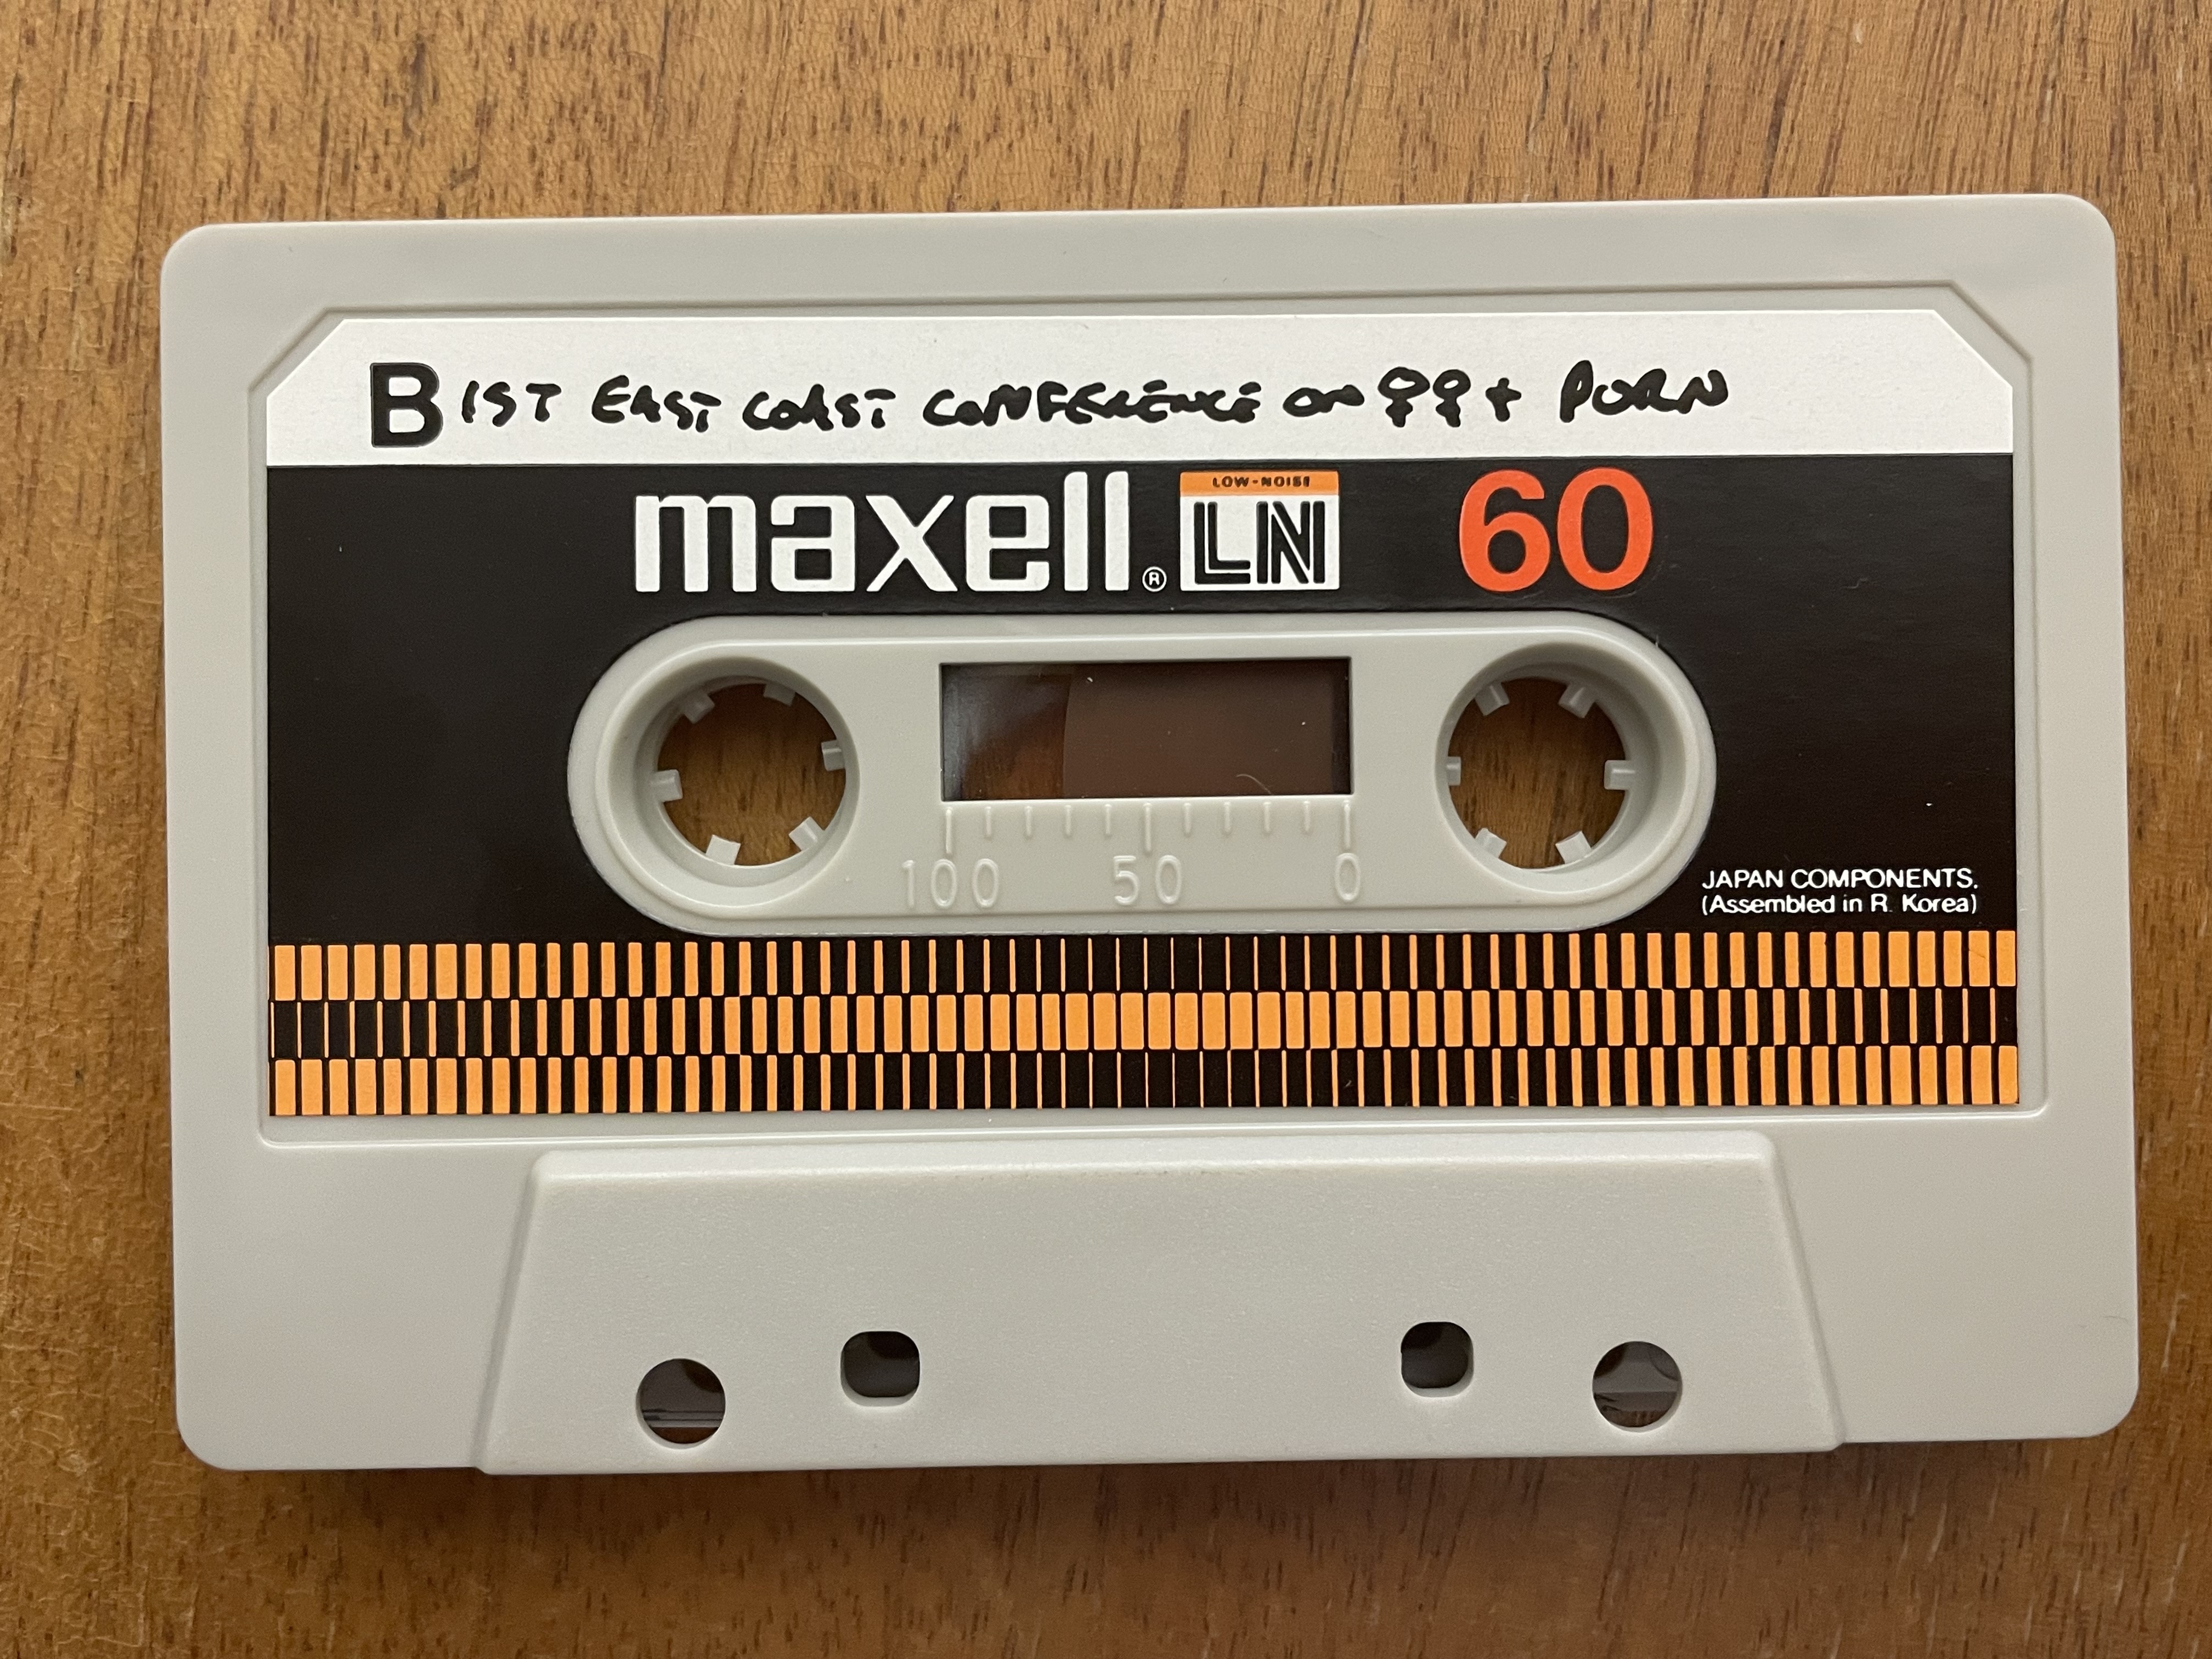 B 1ST EAST COAST CONFERENCE ON ♀♀ + PORN
maxell® LOW-NOISE LN 60
100 50 0
JAPAN COMPONENTS.
(Assembled in R. Korea)